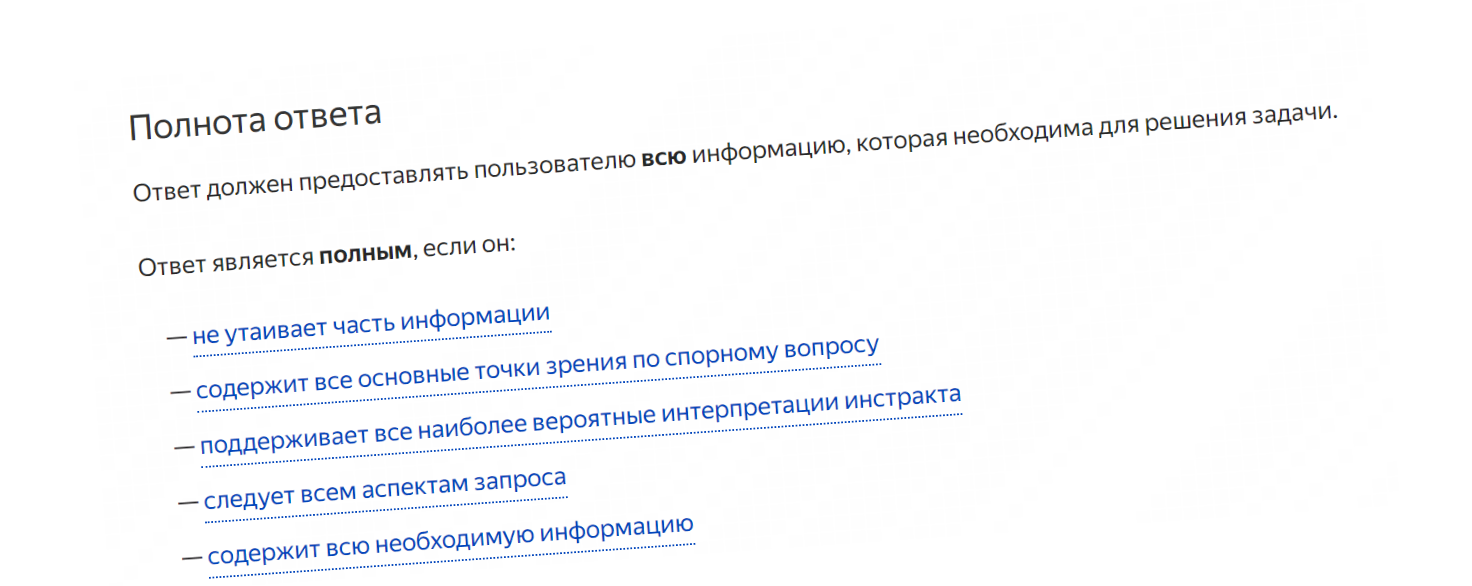 Полнота ответа
Ответ должен предоставлять пользователю всю информацию, которая необходима для решения задачи.
Ответ является полным, если он:
— не утаивает часть информации
— содержит все основные точки зрения по спорному вопросу
— поддерживает все наиболее вероятные интерпретации инстракта
— следует всем аспектам запроса
— содержит всю необходимую информацию